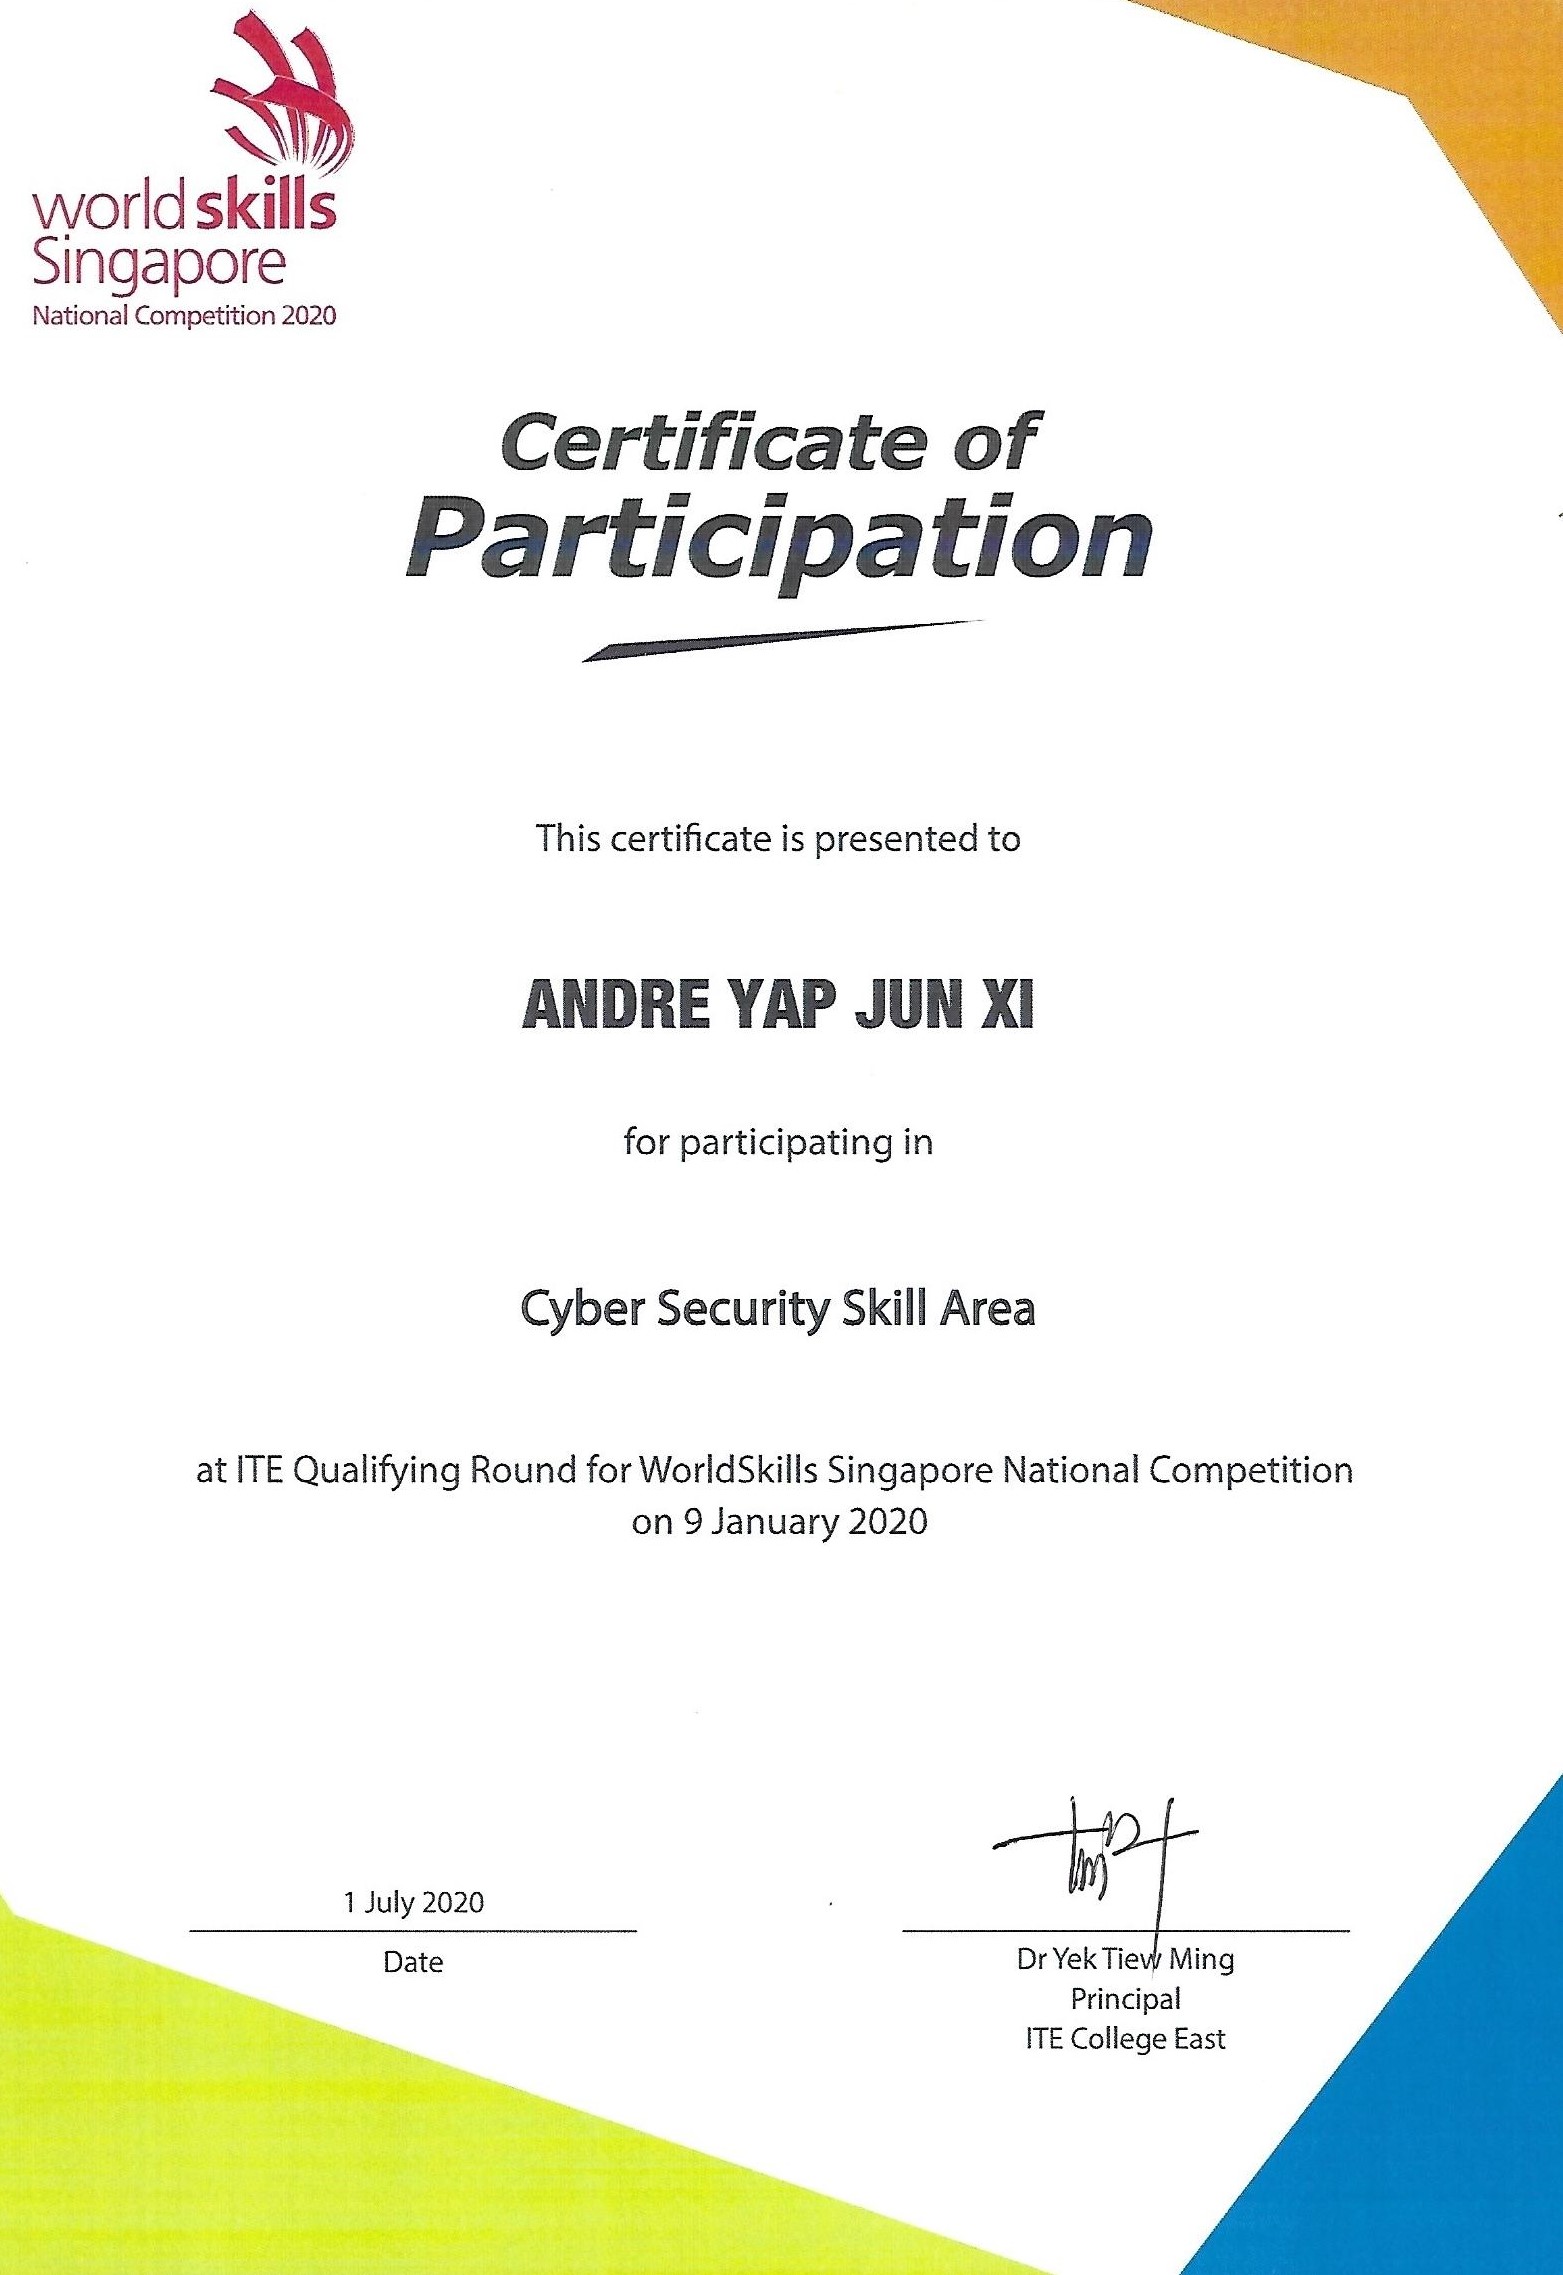 world skills
Singapore
National Competition 2020
Certificate of
Participation
This certificate is presented to
ANDRE YAP JUN XI
for participating in
Cyber Security Skill Area
at ITE Qualifying Round for WorldSkills Singapore National Competition
on 9 January 2020
1 July 2020
Date
Dr Yek Tiew Ming
Principal
ITE College East